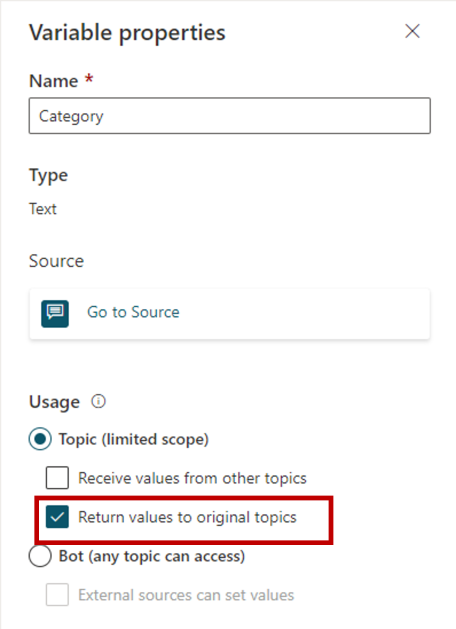 Variable properties
Name *
Category
Type
Text
Source
Go to Source
Usage
Topic (limited scope)
Receive values from other topics
Return values to original topics
Bot (any topic can access)
External sources can set values